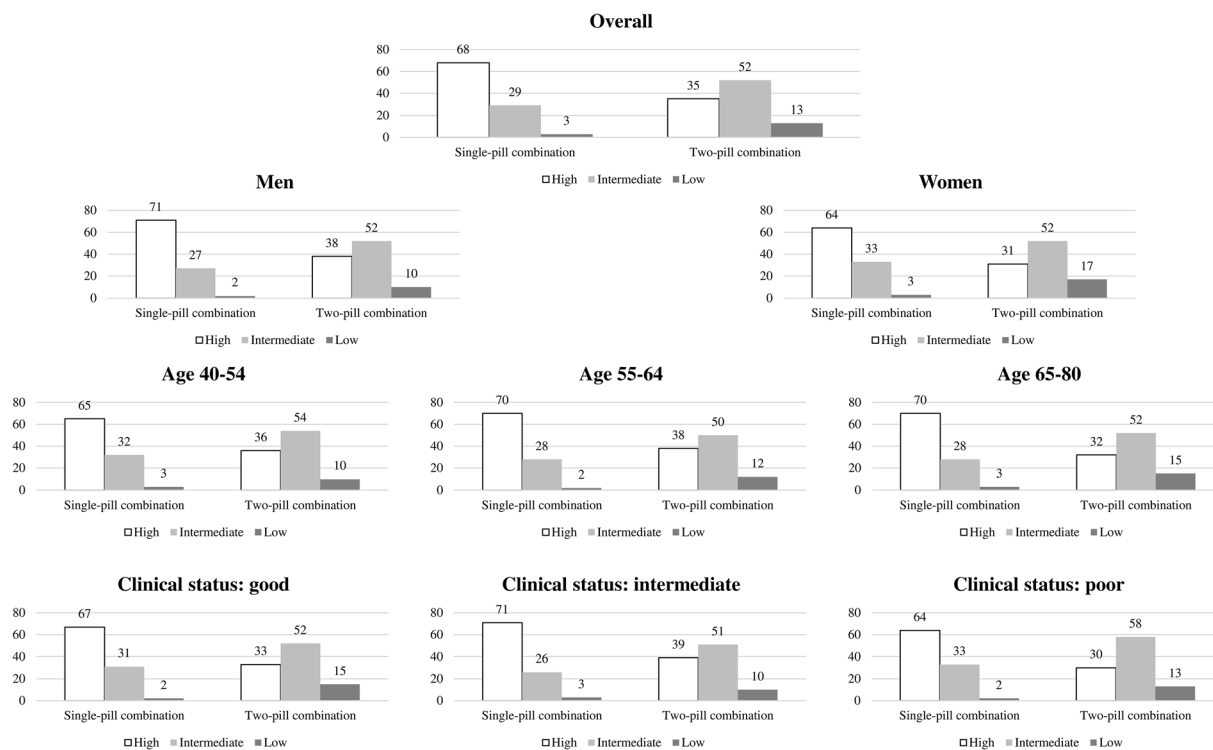 Overall
80
60
40
20
0
68
29
3
35
52
13
Single-pill combination
Two-pill combination
High Intermediate Low
Men
80
60
40
20
0
71
27
2
38
52
10
Single-pill combination
Two-pill combination
High Intermediate Low
Women
80
60
40
20
0
64
33
3
31
52
17
Single-pill combination
Two-pill combination
High Intermediate Low
Age 40-54
80
60
40
20
0
65
32
3
36
54
10
Single-pill combination
Two-pill combination
High Intermediate Low
Age 55-64
80
60
40
20
0
70
28
2
38
50
12
Single-pill combination
Two-pill combination
High Intermediate Low
Age 65-80
80
60
40
20
0
70
28
3
32
52
15
Single-pill combination
Two-pill combination
High Intermediate Low
Clinical status: good
80
60
40
20
0
67
31
2
33
52
15
Single-pill combination
Two-pill combination
High Intermediate Low
Clinical status: intermediate
80
60
40
20
0
71
26
3
39
51
10
Single-pill combination
Two-pill combination
High Intermediate Low
Clinical status: poor
80
60
40
20
0
64
33
2
30
58
13
Single-pill combination
Two-pill combination
High Intermediate Low